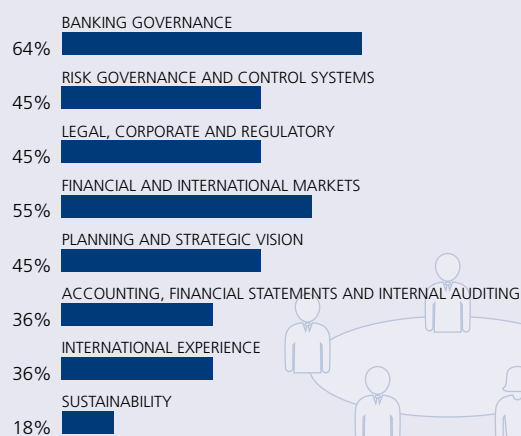 BANKING GOVERNANCE
64%
RISK GOVERNANCE AND CONTROL SYSTEMS
45%
LEGAL, CORPORATE AND REGULATORY
45%
FINANCIAL AND INTERNATIONAL MARKETS
55%
PLANNING AND STRATEGIC VISION
45%
ACCOUNTING, FINANCIAL STATEMENTS AND INTERNAL AUDITING
36%
INTERNATIONAL EXPERIENCE
36%
SUSTAINABILITY
18%